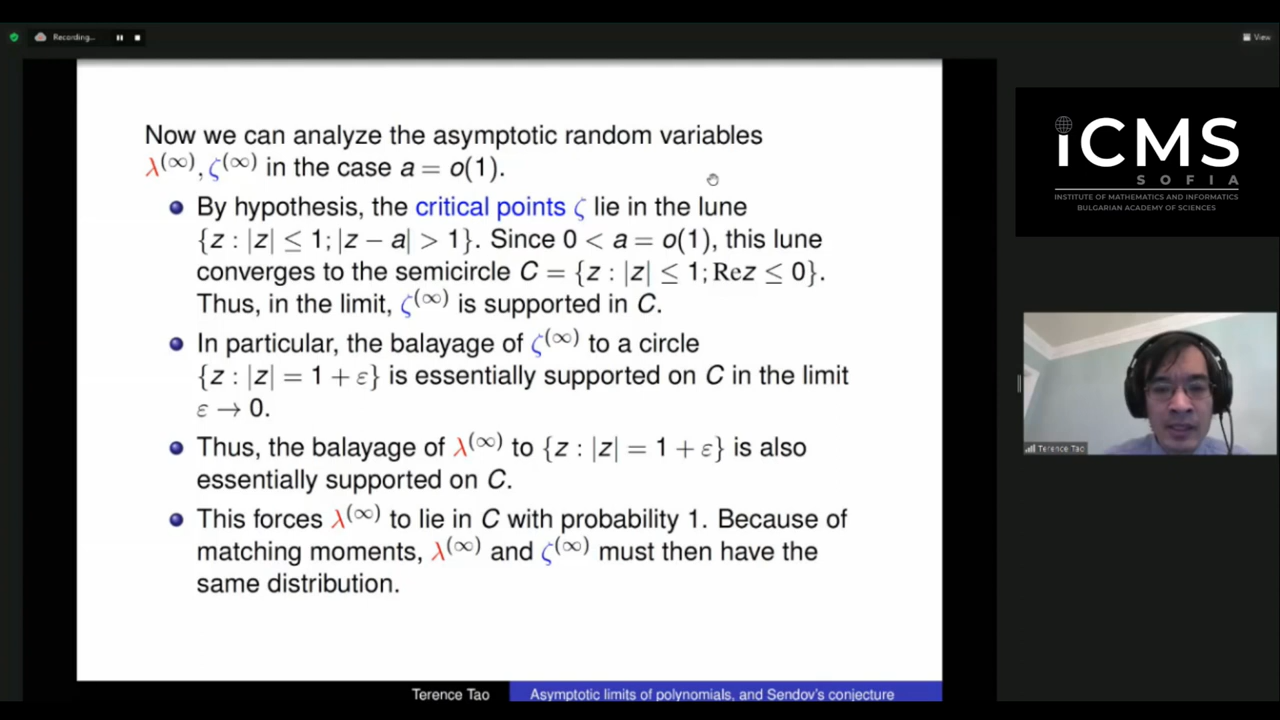 Recording...
View
Now we can analyze the asymptotic random variables
λ^(∞), ζ^(∞) in the case a = o(1).
By hypothesis, the critical points ζ lie in the lune
{z : |z| ≤ 1; |z − a| > 1}. Since 0 < a = o(1), this lune
converges to the semicircle C = {z : |z| ≤ 1; Rez ≤ 0}.
Thus, in the limit, ζ^(∞) is supported in C.
In particular, the balayage of ζ^(∞) to a circle
{z : |z| = 1 + ε} is essentially supported on C in the limit
ε → 0.
Thus, the balayage of λ^(∞) to {z : |z| = 1 + ε} is also
essentially supported on C.
This forces λ^(∞) to lie in C with probability 1. Because of
matching moments, λ^(∞) and ζ^(∞) must then have the
same distribution.
Terence Tao
Asymptotic limits of polynomials, and Sendov's conjecture
iCMS
SOFIA
INSTITUTE OF MATHEMATICS AND INFORMATICS
BULGARIAN ACADEMY OF SCIENCES
Terence Tao